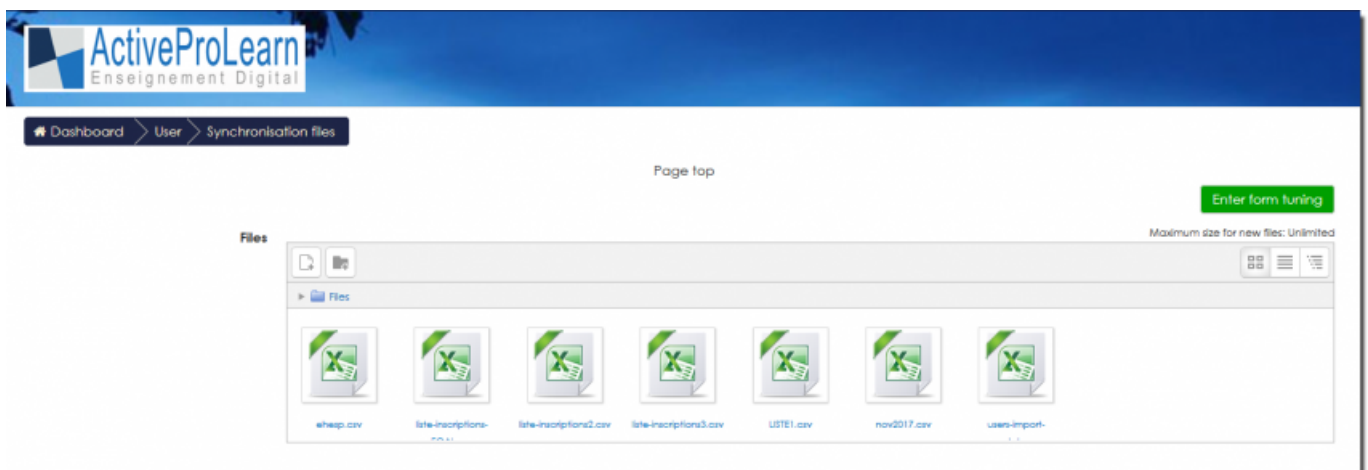 ActiveProLearn
Enseignement Digital
Dashboard User Synchronisation files
Page top
Enter form tuning
Maximum size for new files: Unlimited
Files
Files
ehesp.csv liste-inscriptions- liste-inscriptions2.csv liste-inscriptions3.csv LISTE1.csv nov2017.csv users-import-